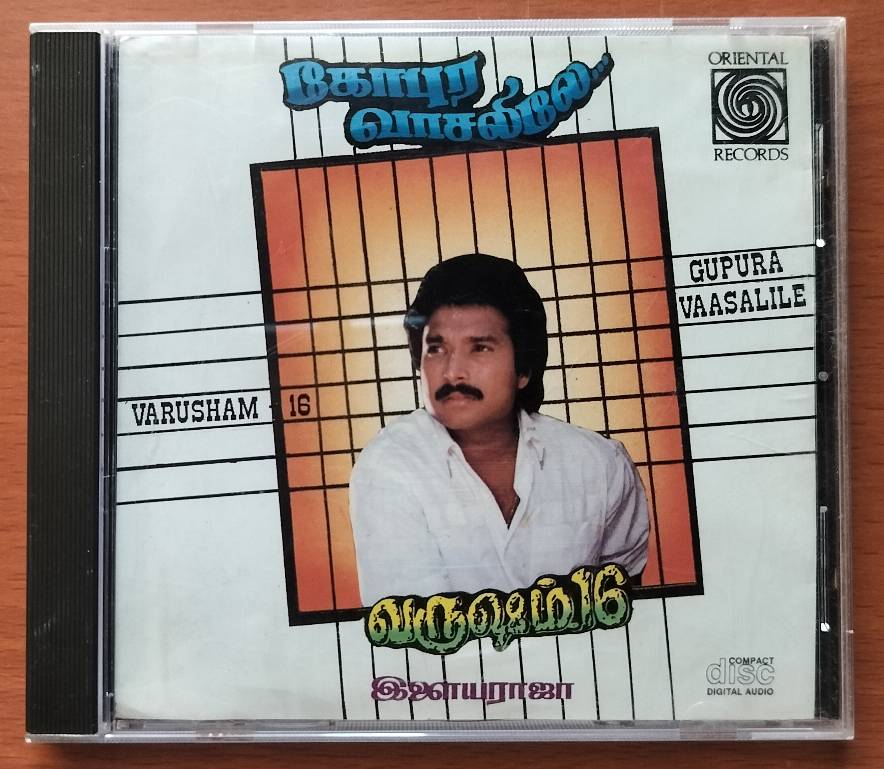 கோபுர
வாசலிலே...
ORIENTAL
RECORDS
GUPURA
VAASALILE
VARUSHAM 16
வருஷம் 16
இளையராஜா
COMPACT
disc
DIGITAL AUDIO